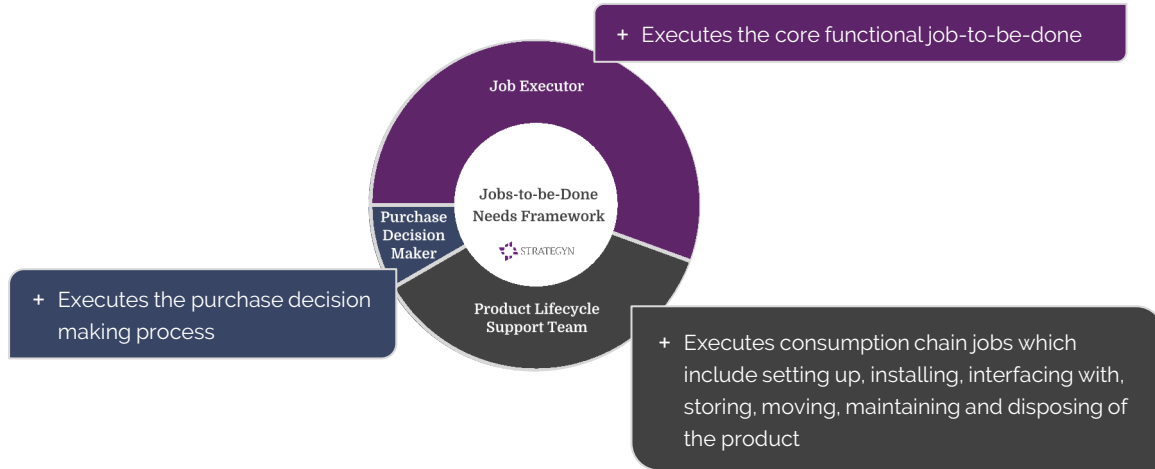 + Executes the core functional job-to-be-done
Job Executor
Jobs-to-be-Done
Needs Framework
STRATEGYN
Purchase
Decision
Maker
+ Executes the purchase decision
making process
Product Lifecycle
Support Team
+ Executes consumption chain jobs which
include setting up, installing, interfacing with,
storing, moving, maintaining and disposing of
the product